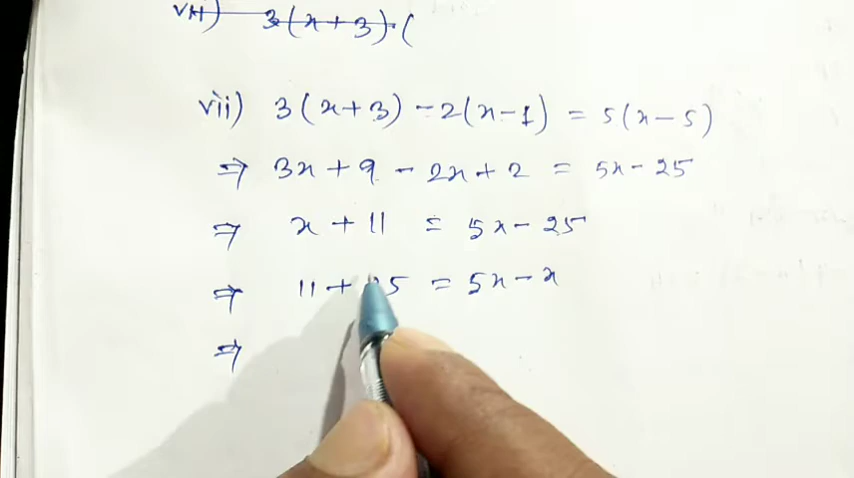 vii) 3(x+3).(
vii) 3(x+3) - 2(x-1) = 5(x-5)
⇒ 3x+9 - 2x+2 = 5x-25
⇒ x+11 = 5x-25
⇒ 11+25 = 5x-x
⇒